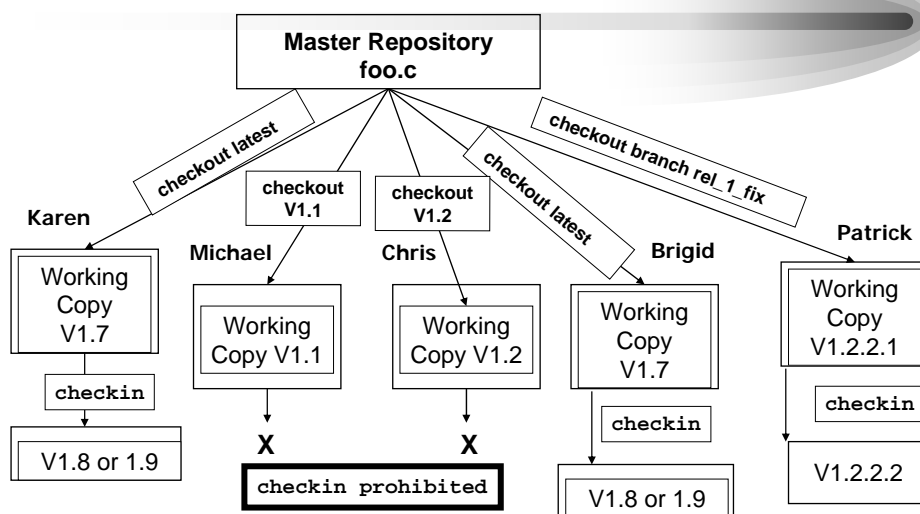 Master Repository
foo.c
checkout latest
checkout
V1.1
checkout
V1.2
checkout latest
checkout branch rel_1_fix
Karen
Michael
Chris
Brigid
Patrick
Working
Copy
V1.7
Working
Copy V1.1
Working
Copy V1.2
Working
Copy
V1.7
Working
Copy
V1.2.2.1
checkin
checkin
checkin
X
X
V1.8 or 1.9
checkin prohibited
V1.8 or 1.9
V1.2.2.2